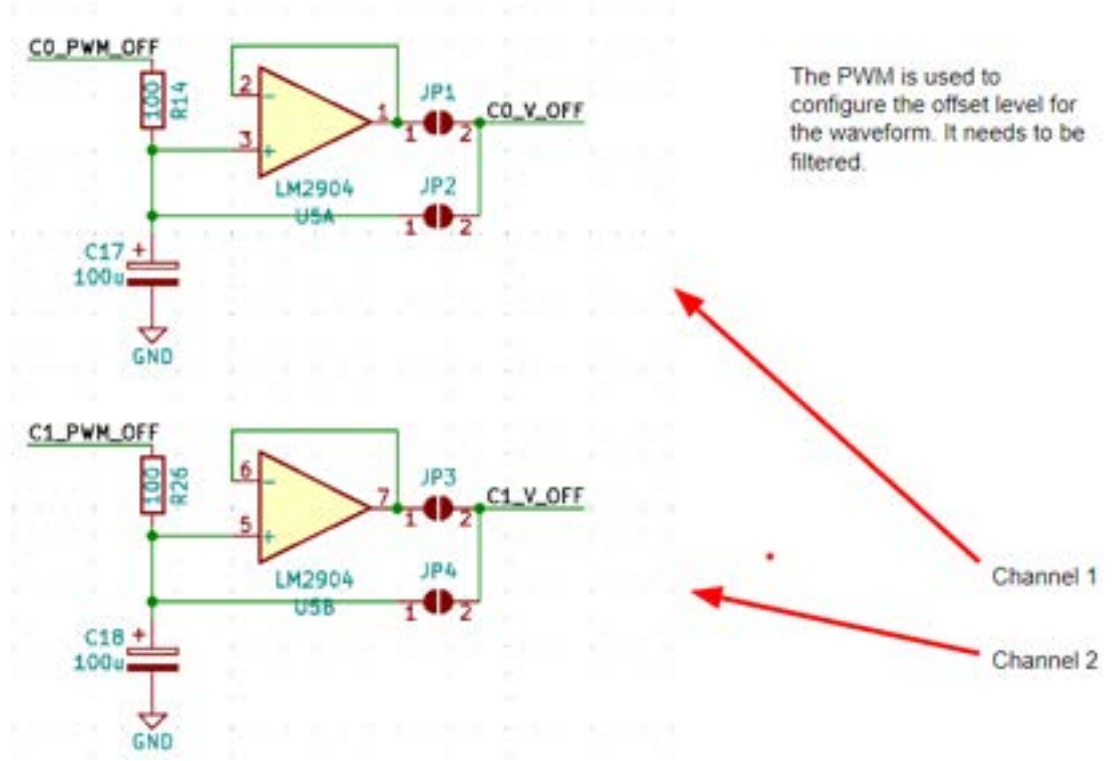 C0_PWM_OFF
100
R14
2
3
1
JP1
1
2
C0_V_OFF
LM2904
U5A
JP2
1
2
C17
100u
GND
The PWM is used to
configure the offset level for
the waveform. It needs to be
filtered.
C1_PWM_OFF
100
R26
6
5
7
JP3
1
2
C1_V_OFF
LM2904
U5B
JP4
1
2
C18
100u
GND
Channel 1
Channel 2